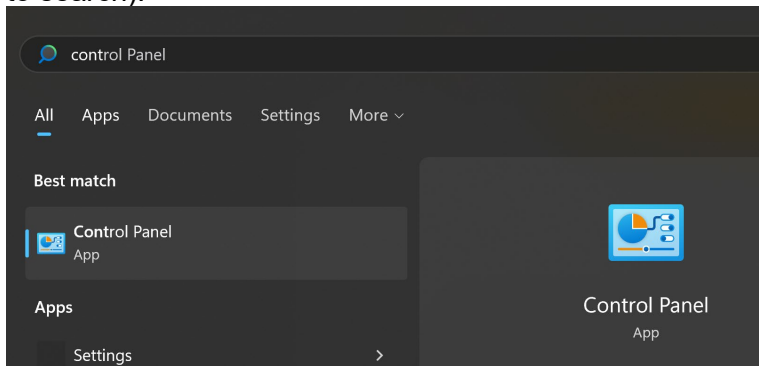 control Panel
All Apps Documents Settings More
Best match
Control Panel
App
Apps
Settings
Control Panel
App